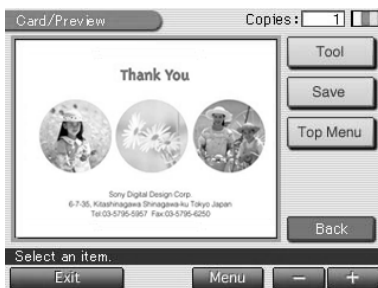 Card/Preview
Copies: 1
Tool
Save
Top Menu
Thank You
Sony Digital Design Corp.
6-7-35, Kitashinagawa Shinagawa-ku Tokyo Japan
Tel:03-5795-5957 Fax:03-5795-6250
Back
Select an item.
Exit
Menu
− +